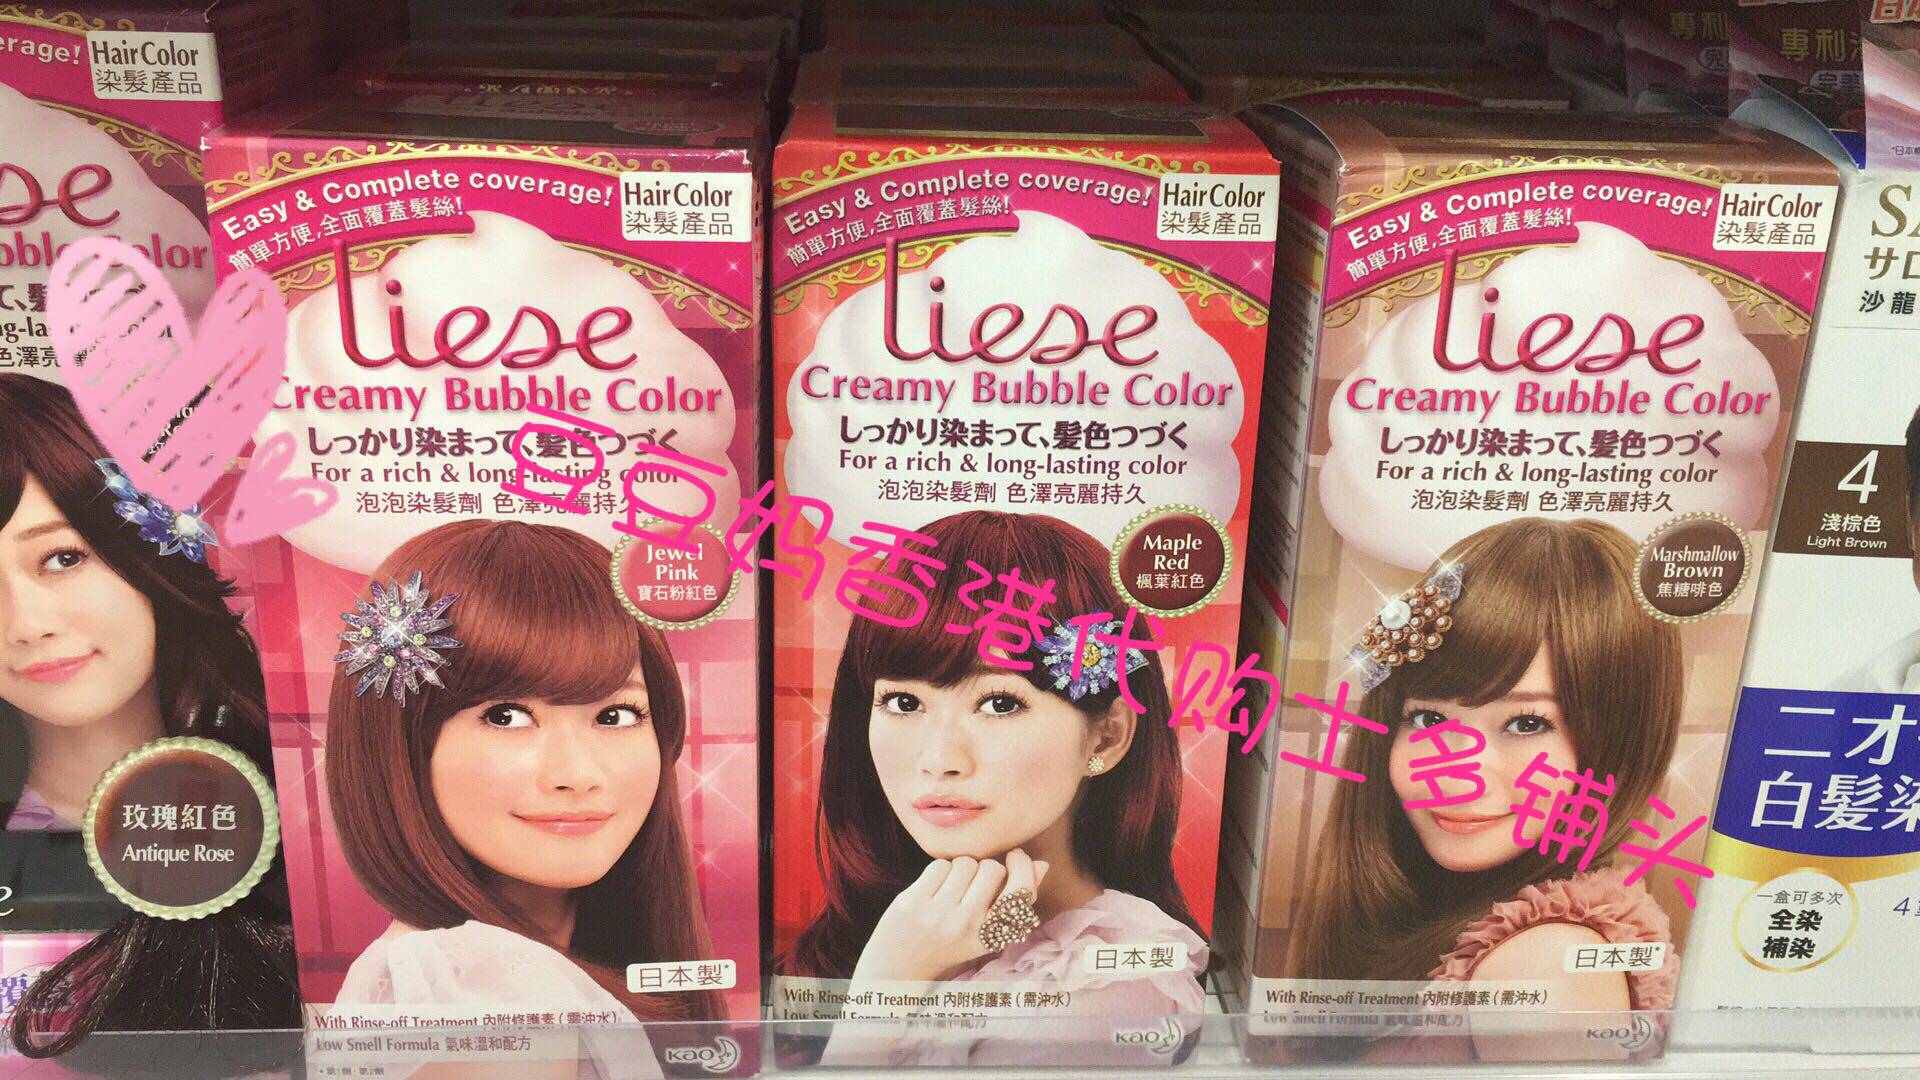 erage!
Hair Color
染髮產品
玫瑰紅色
Antique Rose
Easy & Complete coverage!
簡單方便,全面覆蓋髮絲!
Hair Color
染髮產品
Liese
Creamy Bubble Color
しっかり染まって、髪色つづく
For a rich & long-lasting color
泡泡染髮劑 色澤亮麗持久
Jewel
Pink
寶石粉紅色
日本製*
With Rinse-off Treatment 內附修護素(需沖水)
Low Smell Formula 氣味溫和配方
Kao
Easy & Complete coverage!
簡單方便,全面覆蓋髮絲!
Hair Color
染髮產品
Liese
Creamy Bubble Color
しっかり染まって、髪色つづく
For a rich & long-lasting color
泡泡染髮劑 色澤亮麗持久
Maple
Red
楓葉紅色
日本製
With Rinse-off Treatment 內附修護素(需沖水)
Low Smell Formula 氣味溫和配方
Kao
Easy & Complete coverage!
簡單方便,全面覆蓋髮絲!
Hair Color
染髮產品
Liese
Creamy Bubble Color
しっかり染まって、髪色つづく
For a rich & long-lasting color
泡泡染髮劑 色澤亮麗持久
Marshmallow
Brown
焦糖啡色
日本製*
With Rinse-off Treatment 內附修護素(需沖水)
Low Smell Formula 氣味溫和配方
Kao
豆豆妈香港代购士多铺头
專利
沙龍
4
淺棕色
Light Brown
白髮染
一盒可多次
全染
補染